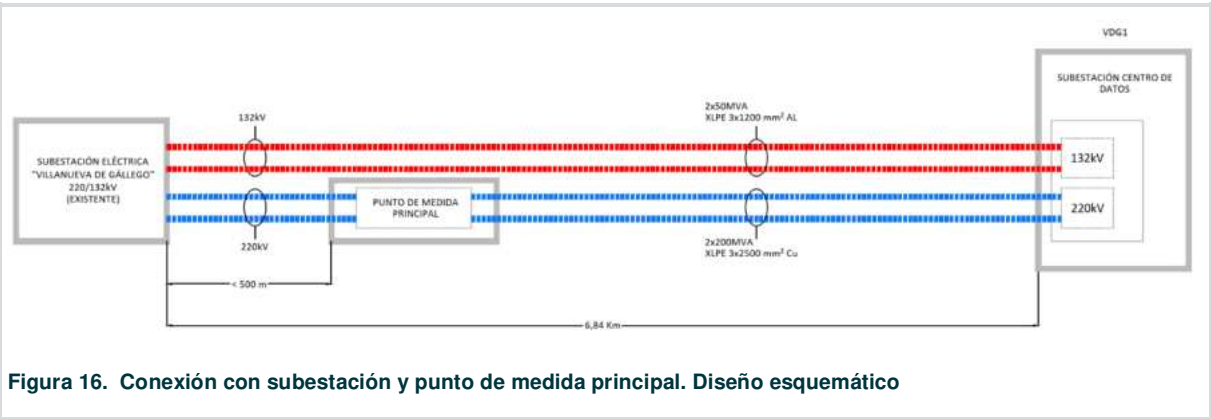 VDG1
SUBESTACIÓN CENTRO DE
DATOS
132kV
2x50MVA
XLPE 3x1200 mm² AL
132kV
SUBESTACIÓN ELÉCTRICA
"VILLANUEVA DE GÁLLEGO"
220/132kV
(EXISTENTE)
PUNTO DE MEDIDA
PRINCIPAL
220kV
220kV
2x200MVA
XLPE 3x2500 mm² Cu
< 500 m
6,84 Km
Figura 16. Conexión con subestación y punto de medida principal. Diseño esquemático